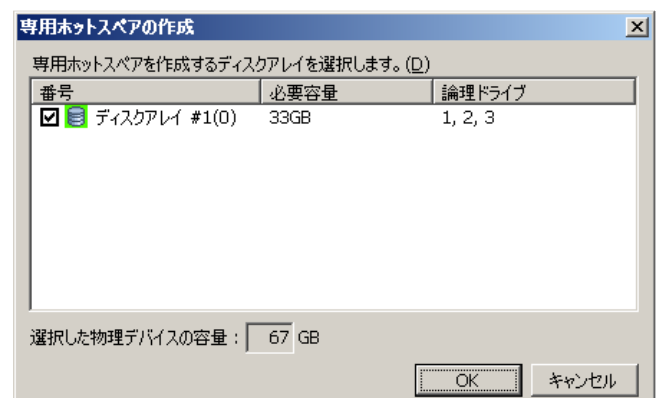 専用ホットスペアの作成
専用ホットスペアを作成するディスクアレイを選択します。(D)
番号 必要容量 論理ドライブ
ディスクアレイ #1(0) 33GB 1, 2, 3
選択した物理デバイスの容量： 67 GB
OK キャンセル